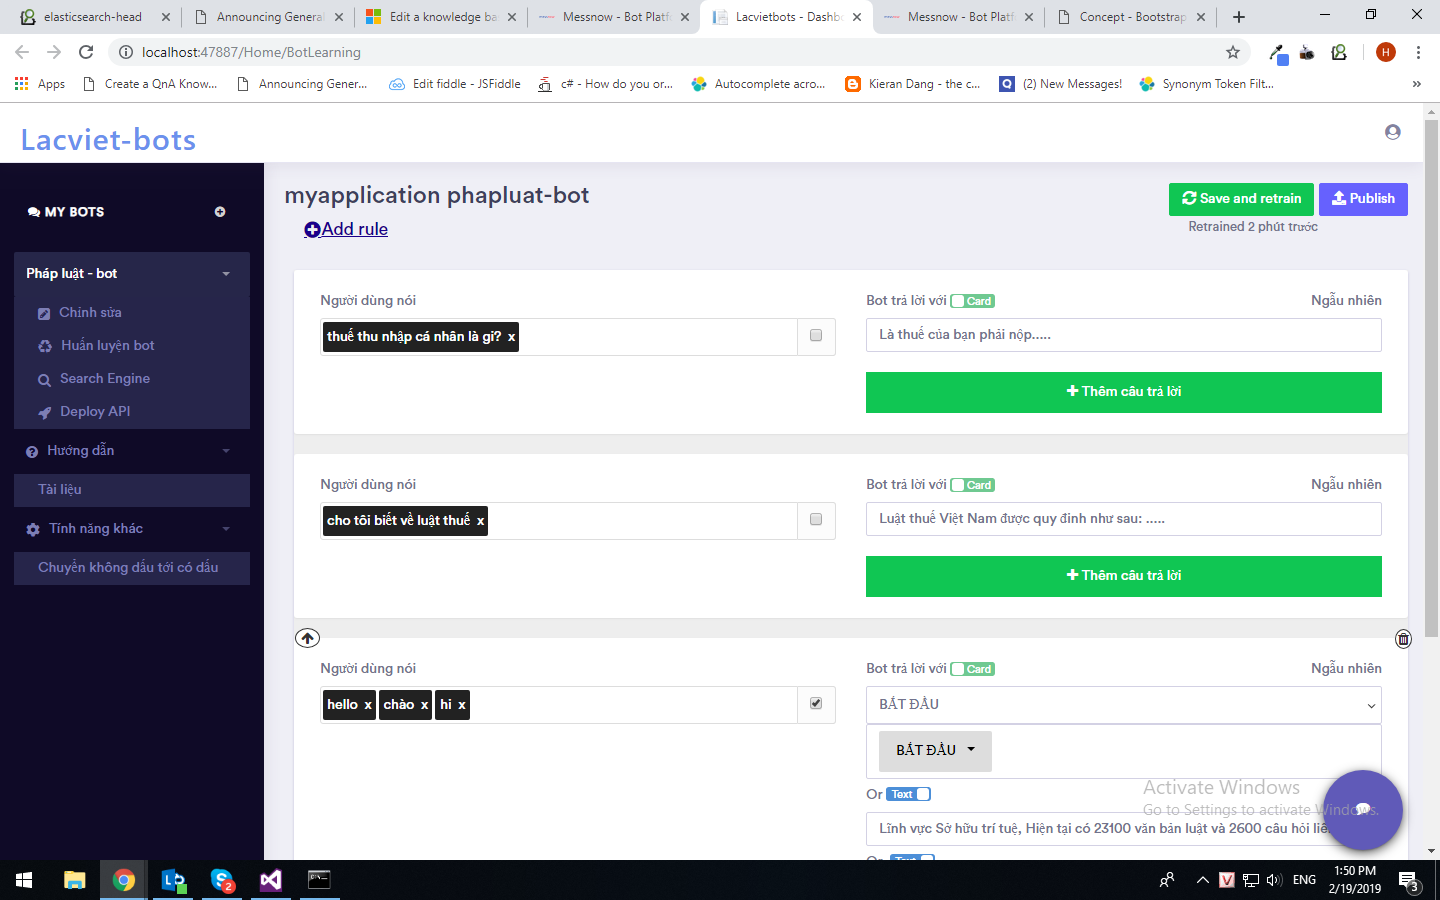 elasticsearch-head
Announcing General
Edit a knowledge ba
Messnow - Bot Platf
Lacvietbots - Dashbo
Messnow - Bot Platf
Concept - Bootstrap
localhost:47887/Home/BotLearning
H
Apps
Create a QnA Know...
Announcing Gener...
Edit fiddle - JSFiddle
c# - How do you or...
Autocomplete acro...
Kieran Dang - the c...
(2) New Messages!
Synonym Token Filt...
»
Lacviet-bots
MY BOTS
Pháp luật - bot
Chỉnh sửa
Huấn luyện bot
Search Engine
Deploy API
Hướng dẫn
Tài liệu
Tính năng khác
Chuyển không dấu tới có dấu
myapplication phapluat-bot
Add rule
Save and retrain
Publish
Retrained 2 phút trước
Người dùng nói
thuế thu nhập cá nhân là gì? x
Bot trả lời với Card
Ngẫu nhiên
Là thuế của bạn phải nộp.....
Thêm câu trả lời
Người dùng nói
cho tôi biết về luật thuế x
Bot trả lời với Card
Ngẫu nhiên
Luật thuế Việt Nam được quy đinh như sau: .....
Thêm câu trả lời
Người dùng nói
hello x chào x hi x
Bot trả lời với Card
Ngẫu nhiên
BẮT ĐẦU
BẮT ĐẦU
Or Text
Lĩnh vực Sở hữu trí tuệ, Hiện tại có 23100 văn bản luật và 2600 câu hỏi liê
Or Text
Activate Windows
Go to Settings to activate Windows.
2
ENG
1:50 PM
2/19/2019
3